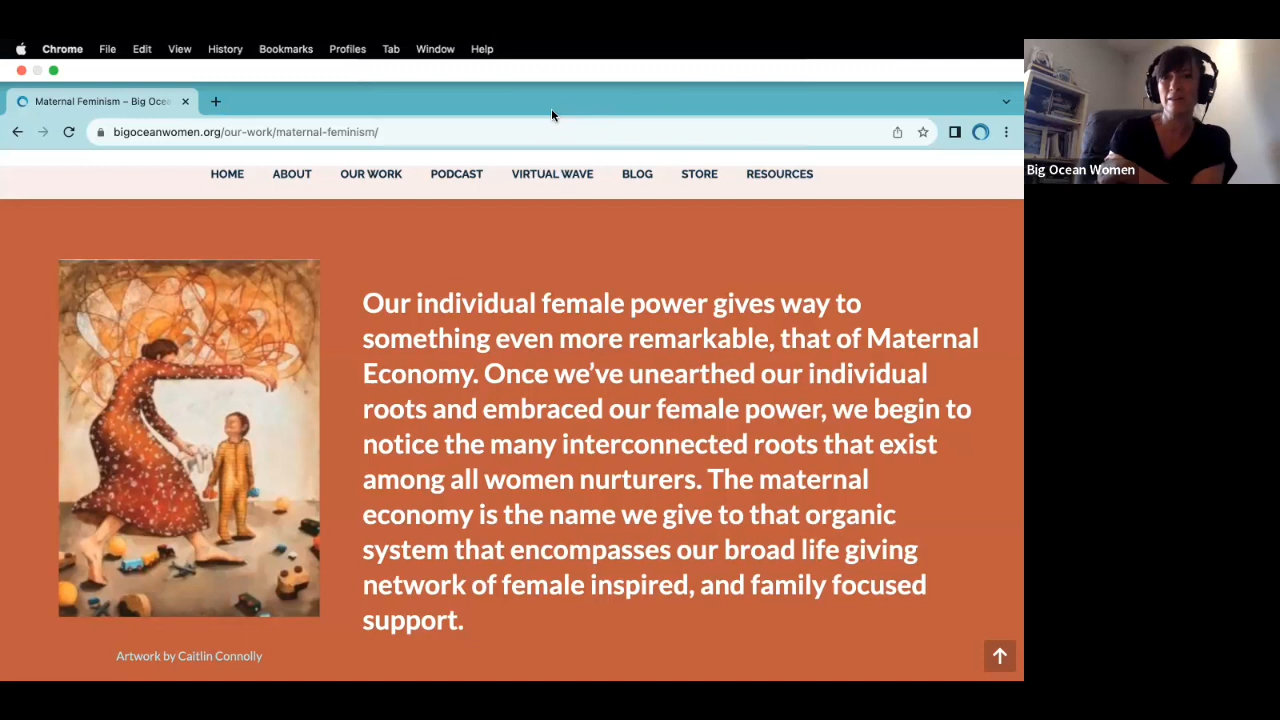 Chrome File Edit View History Bookmarks Profiles Tab Window Help
Maternal Feminism – Big Ocea
bigoceanwomen.org/our-work/maternal-feminism/
HOME ABOUT OUR WORK PODCAST VIRTUAL WAVE BLOG STORE RESOURCES
Big Ocean Women
Our individual female power gives way to
something even more remarkable, that of Maternal
Economy. Once we’ve unearthed our individual
roots and embraced our female power, we begin to
notice the many interconnected roots that exist
among all women nurturers. The maternal
economy is the name we give to that organic
system that encompasses our broad life giving
network of female inspired, and family focused
support.
Artwork by Caitlin Connolly